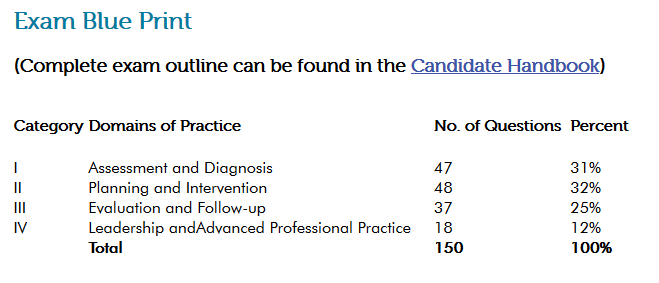 Exam Blue Print
(Complete exam outline can be found in the Candidate Handbook)
Category Domains of Practice No. of Questions Percent
I Assessment and Diagnosis 47 31%
II Planning and Intervention 48 32%
III Evaluation and Follow-up 37 25%
IV Leadership andAdvanced Professional Practice 18 12%
Total 150 100%